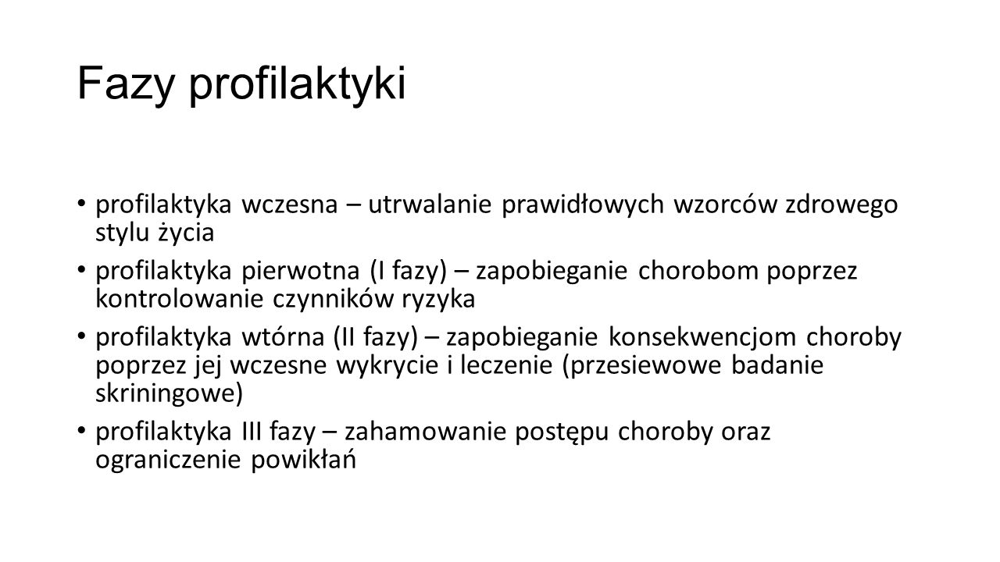 Fazy profilaktyki
• profilaktyka wczesna – utrwalanie prawidłowych wzorców zdrowego
stylu życia
• profilaktyka pierwotna (I fazy) – zapobieganie chorobom poprzez
kontrolowanie czynników ryzyka
• profilaktyka wtórna (II fazy) – zapobieganie konsekwencjom choroby
poprzez jej wczesne wykrycie i leczenie (przesiewowe badanie
skriningowe)
• profilaktyka III fazy – zahamowanie postępu choroby oraz
ograniczenie powikłań